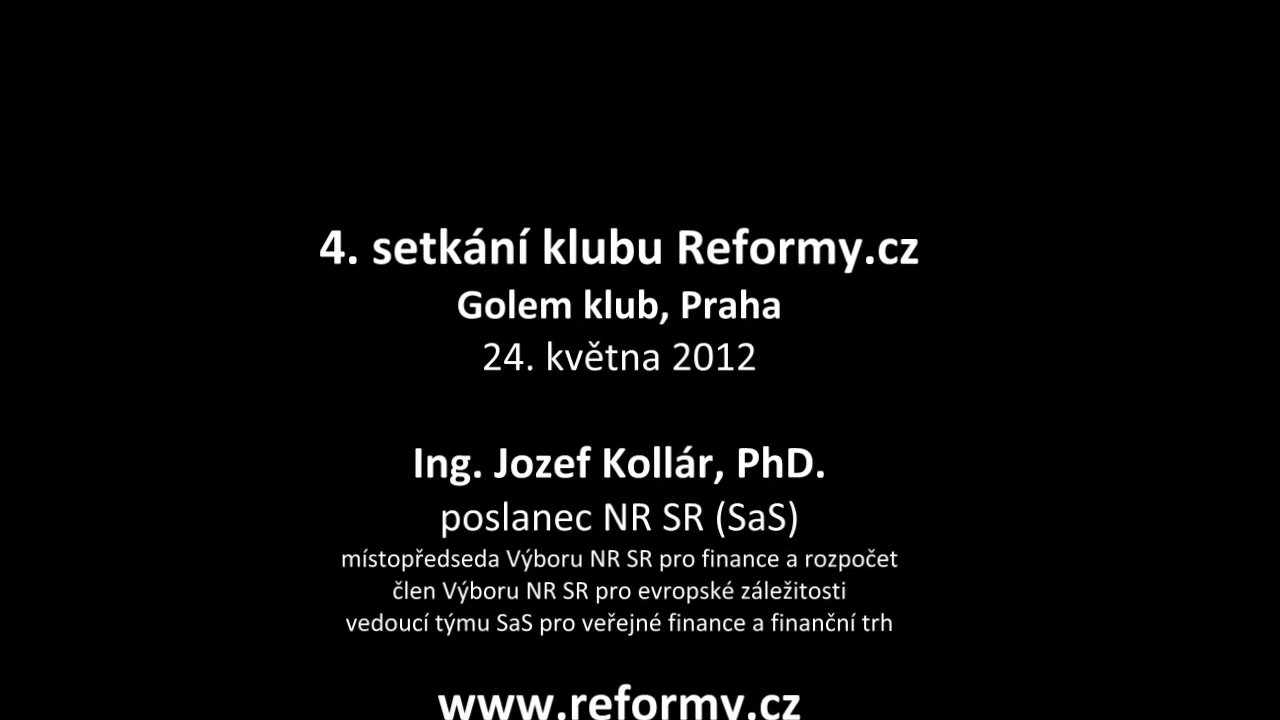 4. setkání klubu Reformy.cz
Golem klub, Praha
24. května 2012
Ing. Jozef Kollár, PhD.
poslanec NR SR (SaS)
místopředseda Výboru NR SR pro finance a rozpočet
člen Výboru NR SR pro evropské záležitosti
vedoucí týmu SaS pro veřejné finance a finanční trh
www.reformy.cz